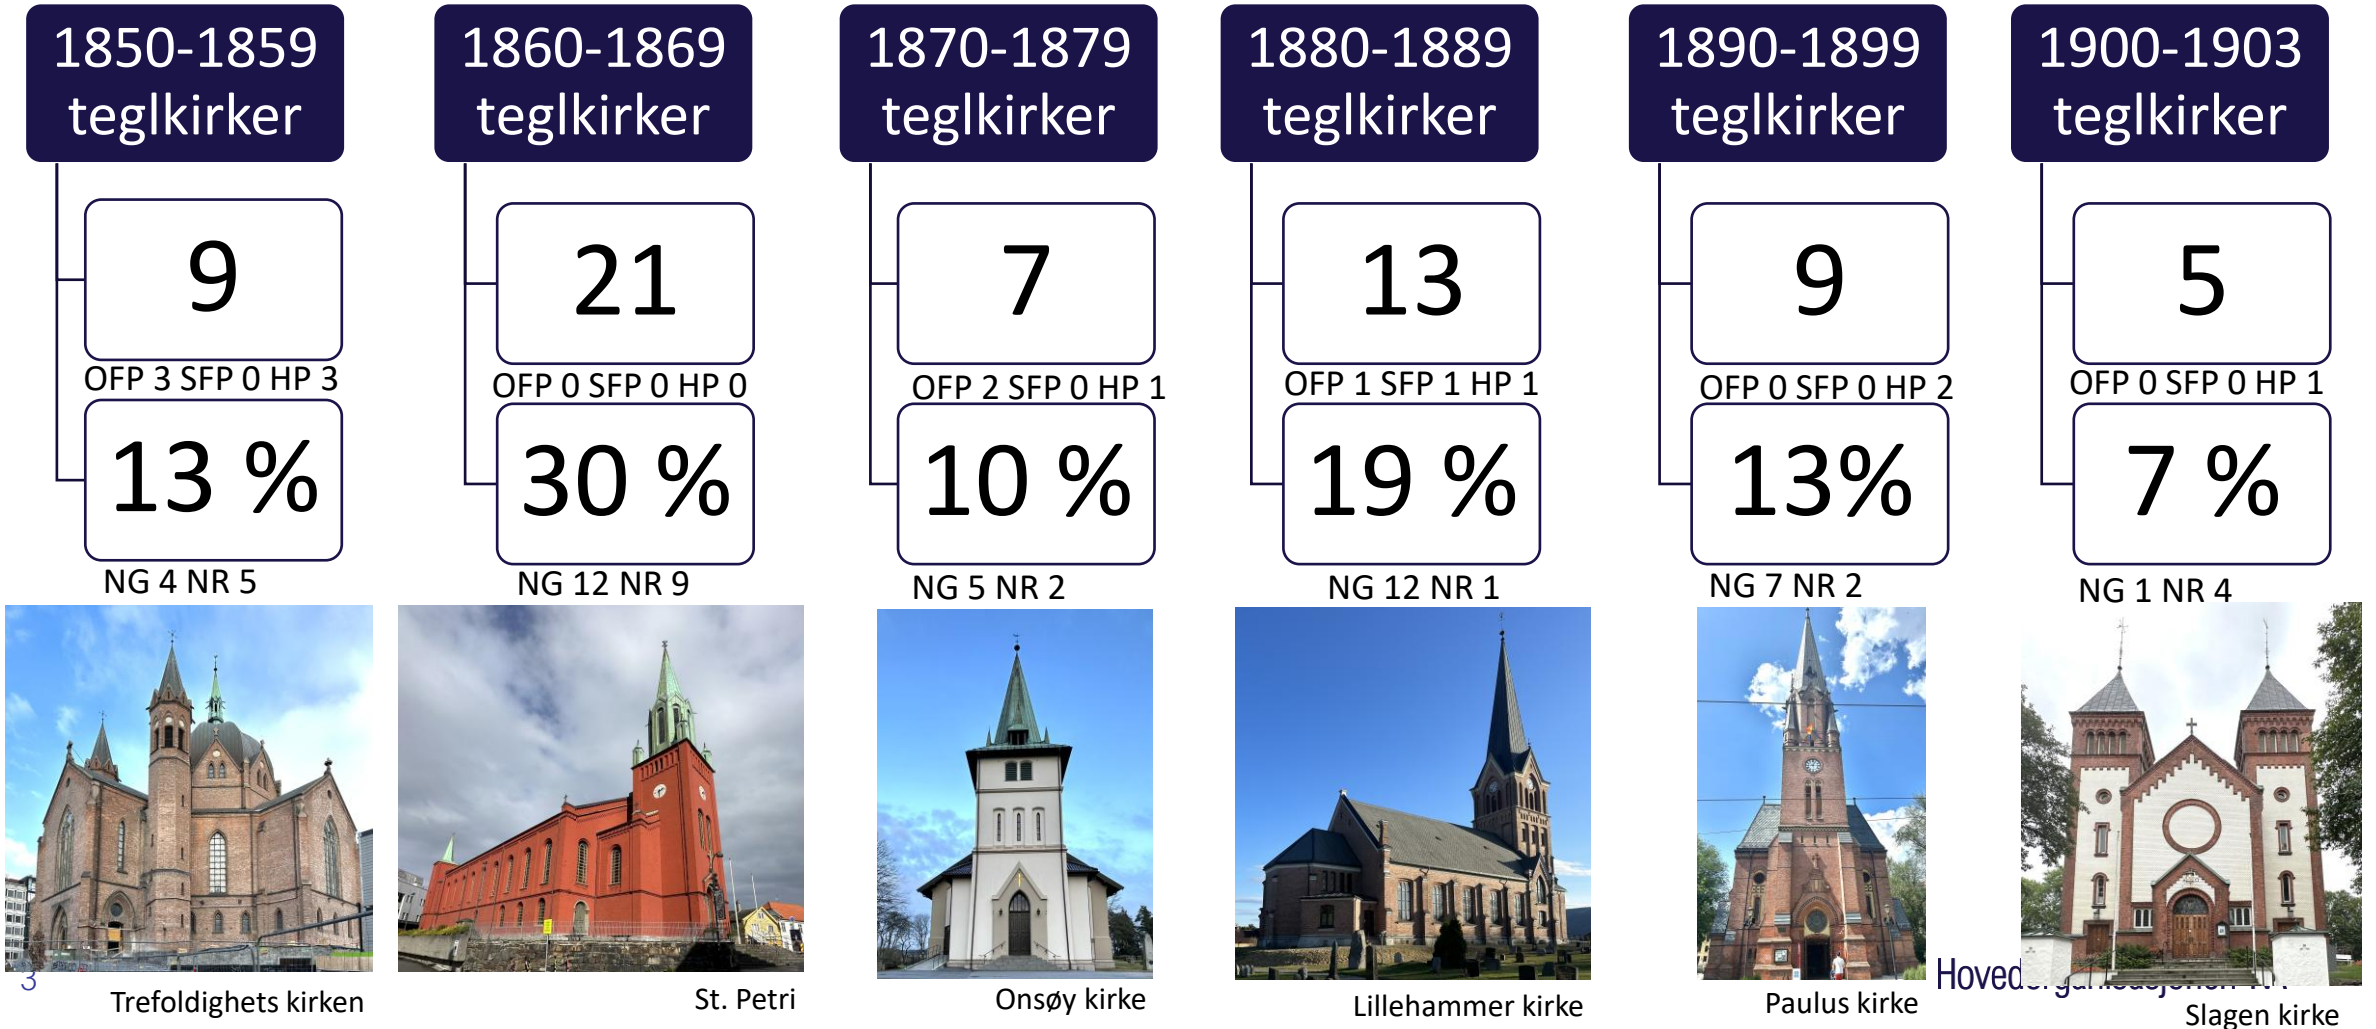 1850-1859
teglkirker
9
OFP 3 SFP 0 HP 3
13 %
NG 4 NR 5
Trefoldighets kirken
1860-1869
teglkirker
21
OFP 0 SFP 0 HP 0
30 %
NG 12 NR 9
St. Petri
1870-1879
teglkirker
7
OFP 2 SFP 0 HP 1
10 %
NG 5 NR 2
Onsøy kirke
1880-1889
teglkirker
13
OFP 1 SFP 1 HP 1
19 %
NG 12 NR 1
Lillehammer kirke
1890-1899
teglkirker
9
OFP 0 SFP 0 HP 2
13%
NG 7 NR 2
Paulus kirke
1900-1903
teglkirker
5
OFP 0 SFP 0 HP 1
7 %
NG 1 NR 4
Slagen kirke
3